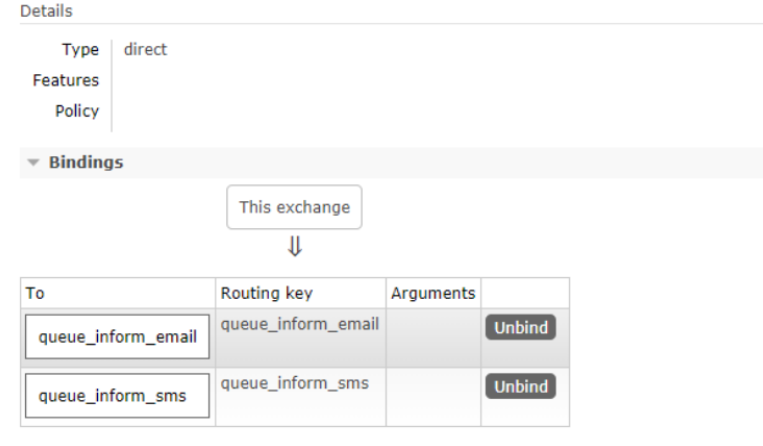 Details
Type direct
Features
Policy
Bindings
This exchange
To Routing key Arguments
queue_inform_email queue_inform_email Unbind
queue_inform_sms queue_inform_sms Unbind